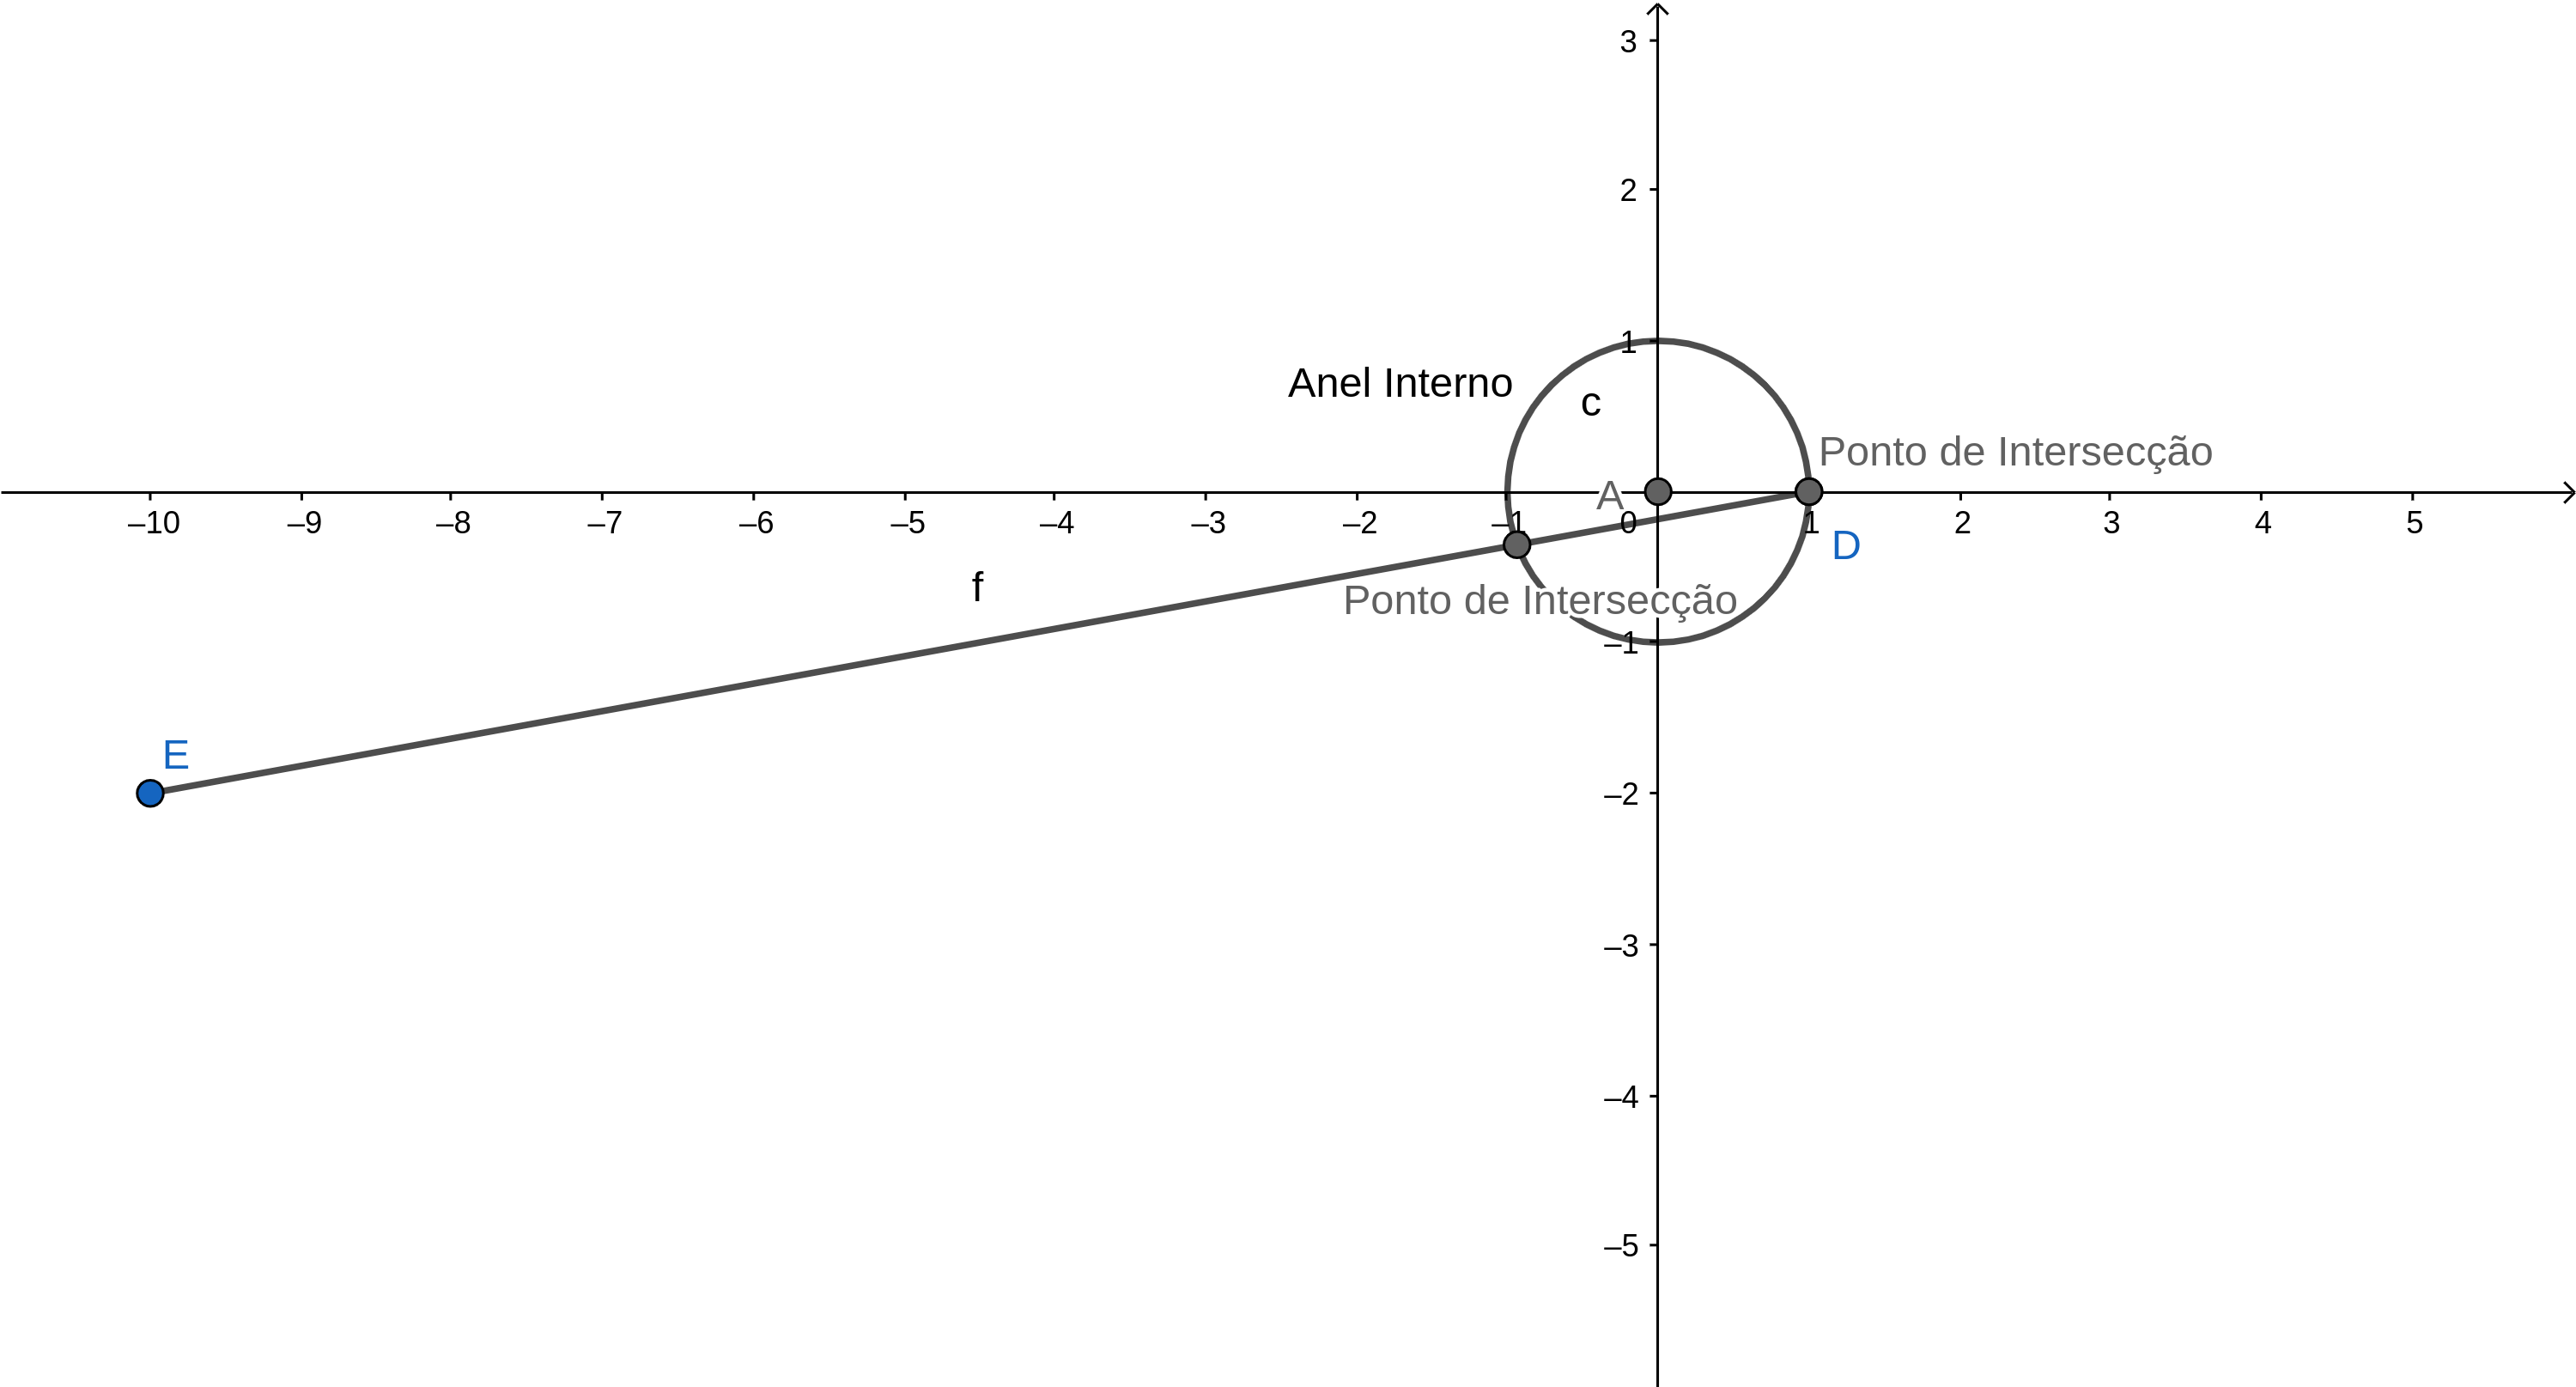 3
2
1
Anel Interno
c
Ponto de Intersecção
A
–10 –9 –8 –7 –6 –5 –4 –3 –2 –1 0 1 2 3 4 5
D
f
Ponto de Intersecção
–1
E
–2
–3
–4
–5